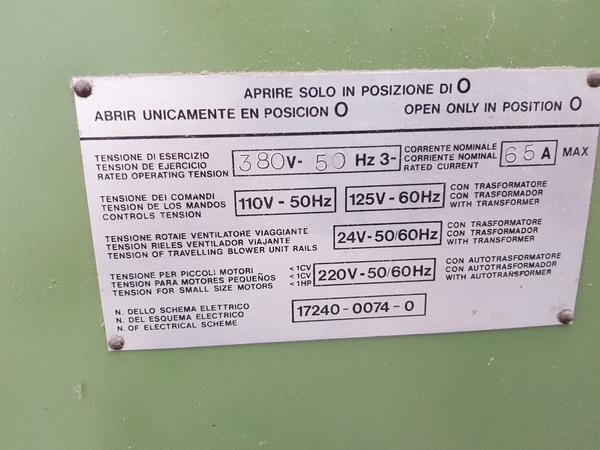 APRIRE SOLO IN POSIZIONE DI O
ABRIR UNICAMENTE EN POSICION O OPEN ONLY IN POSITION O
TENSIONE DI ESERCIZIO
TENSION DE EJERCICIO
RATED OPERATING TENSION
380V- 50 Hz 3~
CORRENTE NOMINALE
CORRIENTE NOMINAL
RATED CURRENT
65 A MAX
TENSIONE DEI COMANDI
TENSION DE LOS MANDOS
CONTROLS TENSION
110V-50Hz
125V-60Hz
CON TRASFORMATORE
CON TRASFORMADOR
WITH TRANSFORMER
TENSIONE ROTAIE VENTILATORE VIAGGIANTE
TENSION RIELES VENTILADOR VIAJANTE
TENSION OF TRAVELLING BLOWER UNIT RAILS
24V-50/60Hz
CON TRASFORMATORE
CON TRASFORMADOR
WITH TRANSFORMER
TENSIONE PER PICCOLI MOTORI <1CV
TENSION PARA MOTORES PEQUEÑOS <1CV
TENSION FOR SMALL SIZE MOTORS <1HP
220V-50/60Hz
CON AUTOTRASFORMATORE
CON AUTOTRASFORMADOR
WITH AUTOTRANSFORMER
N. DELLO SCHEMA ELETTRICO
N. DEL ESQUEMA ELECTRICO
N. OF ELECTRICAL SCHEME
17240-0074-0